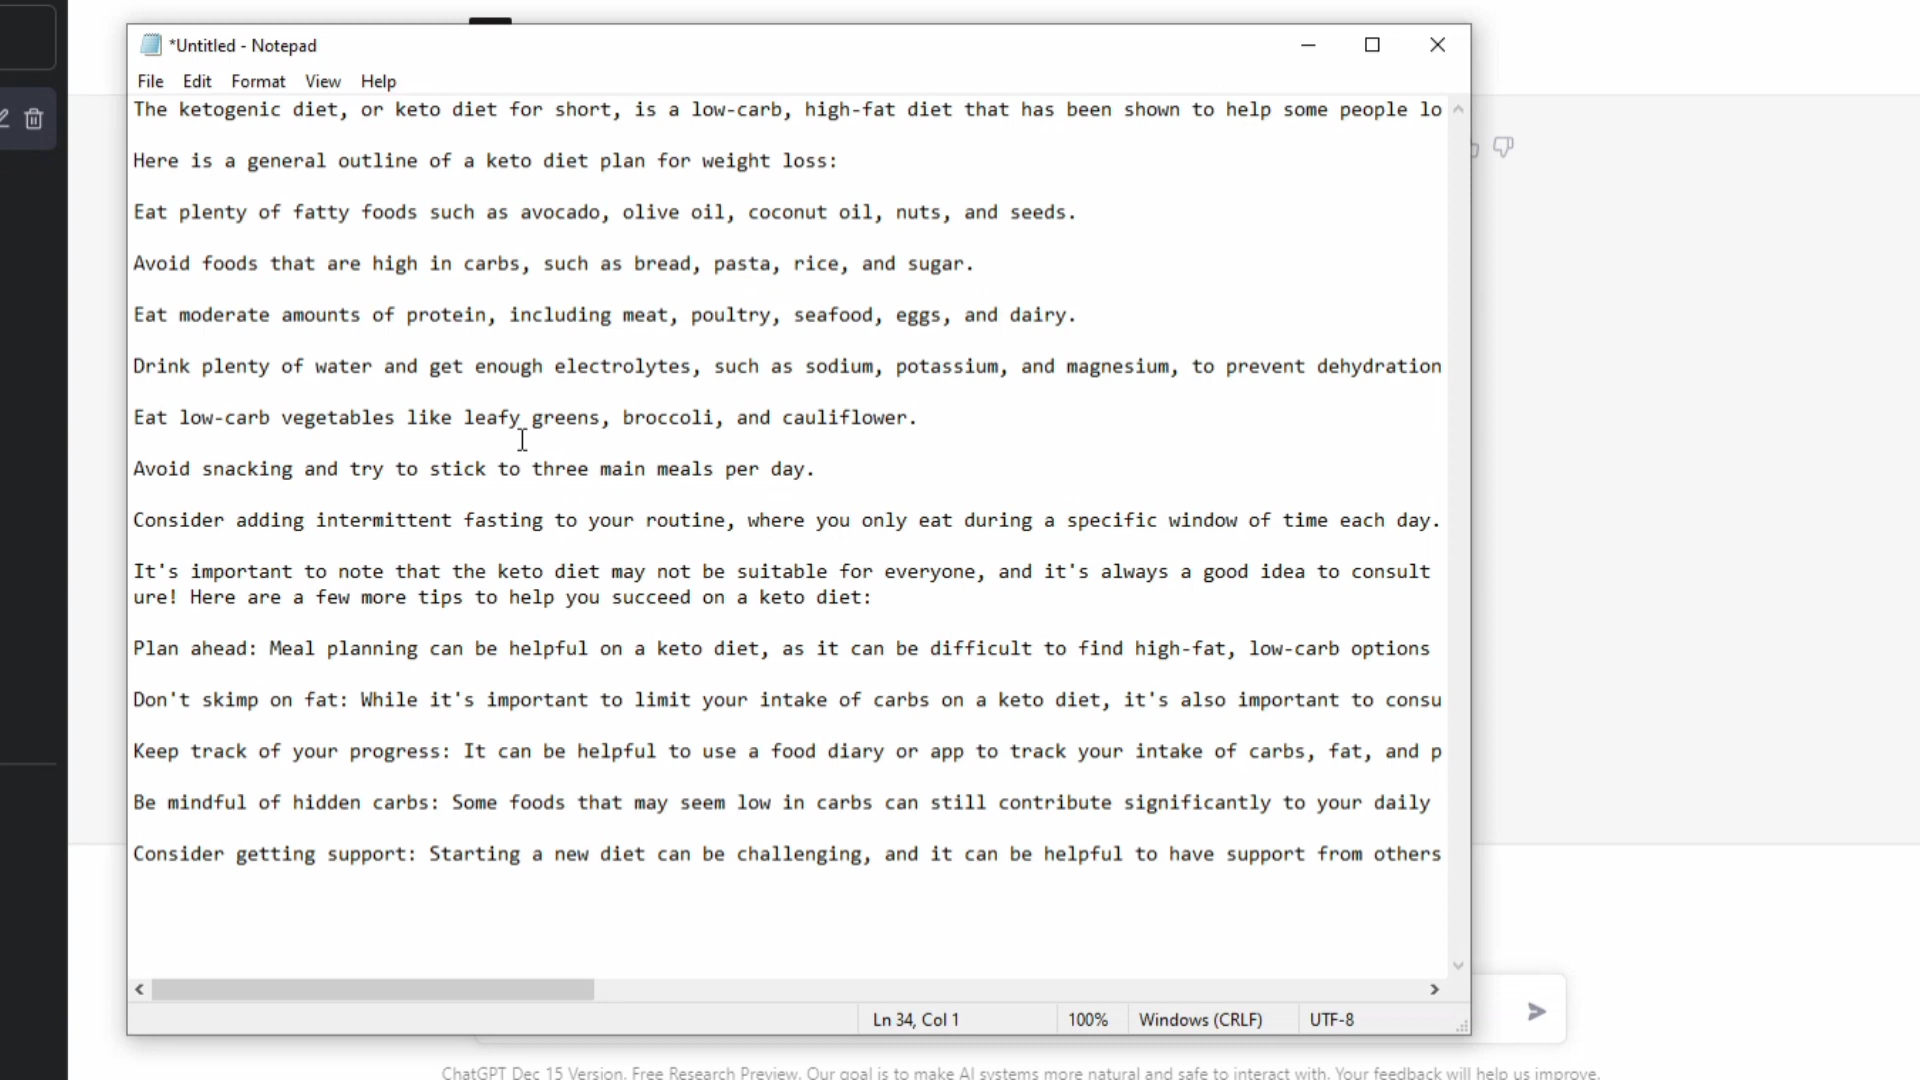 *Untitled - Notepad
File Edit Format View Help
The ketogenic diet, or keto diet for short, is a low-carb, high-fat diet that has been shown to help some people lo
Here is a general outline of a keto diet plan for weight loss:
Eat plenty of fatty foods such as avocado, olive oil, coconut oil, nuts, and seeds.
Avoid foods that are high in carbs, such as bread, pasta, rice, and sugar.
Eat moderate amounts of protein, including meat, poultry, seafood, eggs, and dairy.
Drink plenty of water and get enough electrolytes, such as sodium, potassium, and magnesium, to prevent dehydration
Eat low-carb vegetables like leafy greens, broccoli, and cauliflower.
Avoid snacking and try to stick to three main meals per day.
Consider adding intermittent fasting to your routine, where you only eat during a specific window of time each day.
It's important to note that the keto diet may not be suitable for everyone, and it's always a good idea to consult
ure! Here are a few more tips to help you succeed on a keto diet:
Plan ahead: Meal planning can be helpful on a keto diet, as it can be difficult to find high-fat, low-carb options
Don't skimp on fat: While it's important to limit your intake of carbs on a keto diet, it's also important to consu
Keep track of your progress: It can be helpful to use a food diary or app to track your intake of carbs, fat, and p
Be mindful of hidden carbs: Some foods that may seem low in carbs can still contribute significantly to your daily
Consider getting support: Starting a new diet can be challenging, and it can be helpful to have support from others
Ln 34, Col 1 100% Windows (CRLF) UTF-8
ChatGPT Dec 15 Version. Free Research Preview. Our goal is to make AI systems more natural and safe to interact with. Your feedback will help us improve.